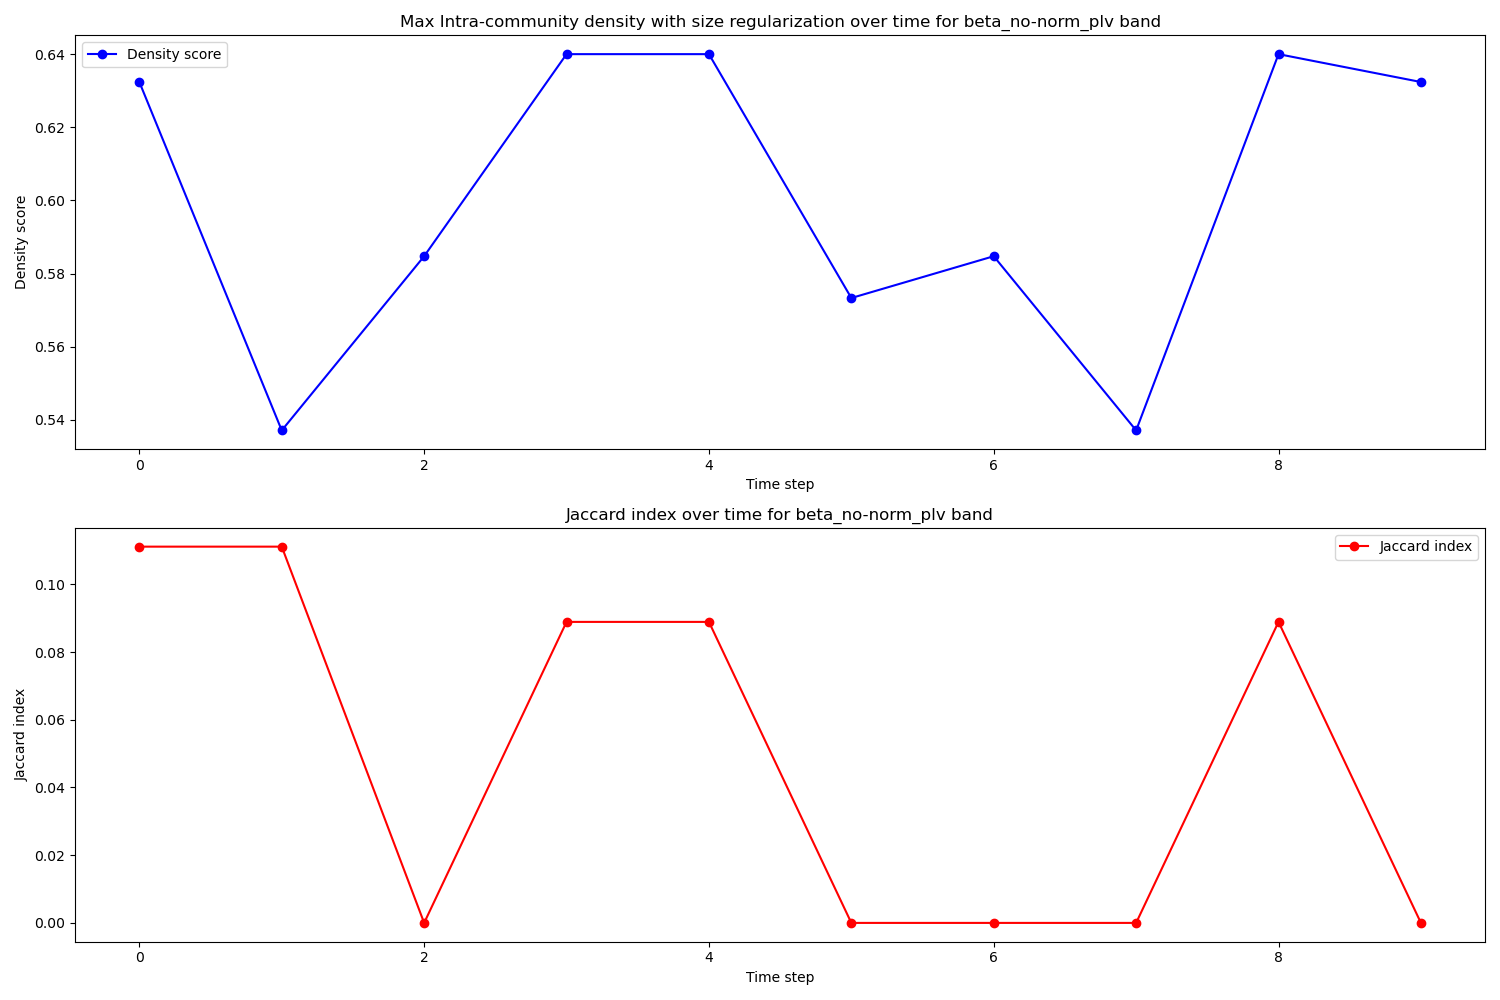 Max Intra-community density with size regularization over time for beta_no-norm_plv band
Density score
0.64
0.62
0.60
0.58
0.56
0.54
Density score
0 2 4 6 8
Time step
Jaccard index over time for beta_no-norm_plv band
Jaccard index
0.10
0.08
0.06
0.04
0.02
0.00
Jaccard index
0 2 4 6 8
Time step